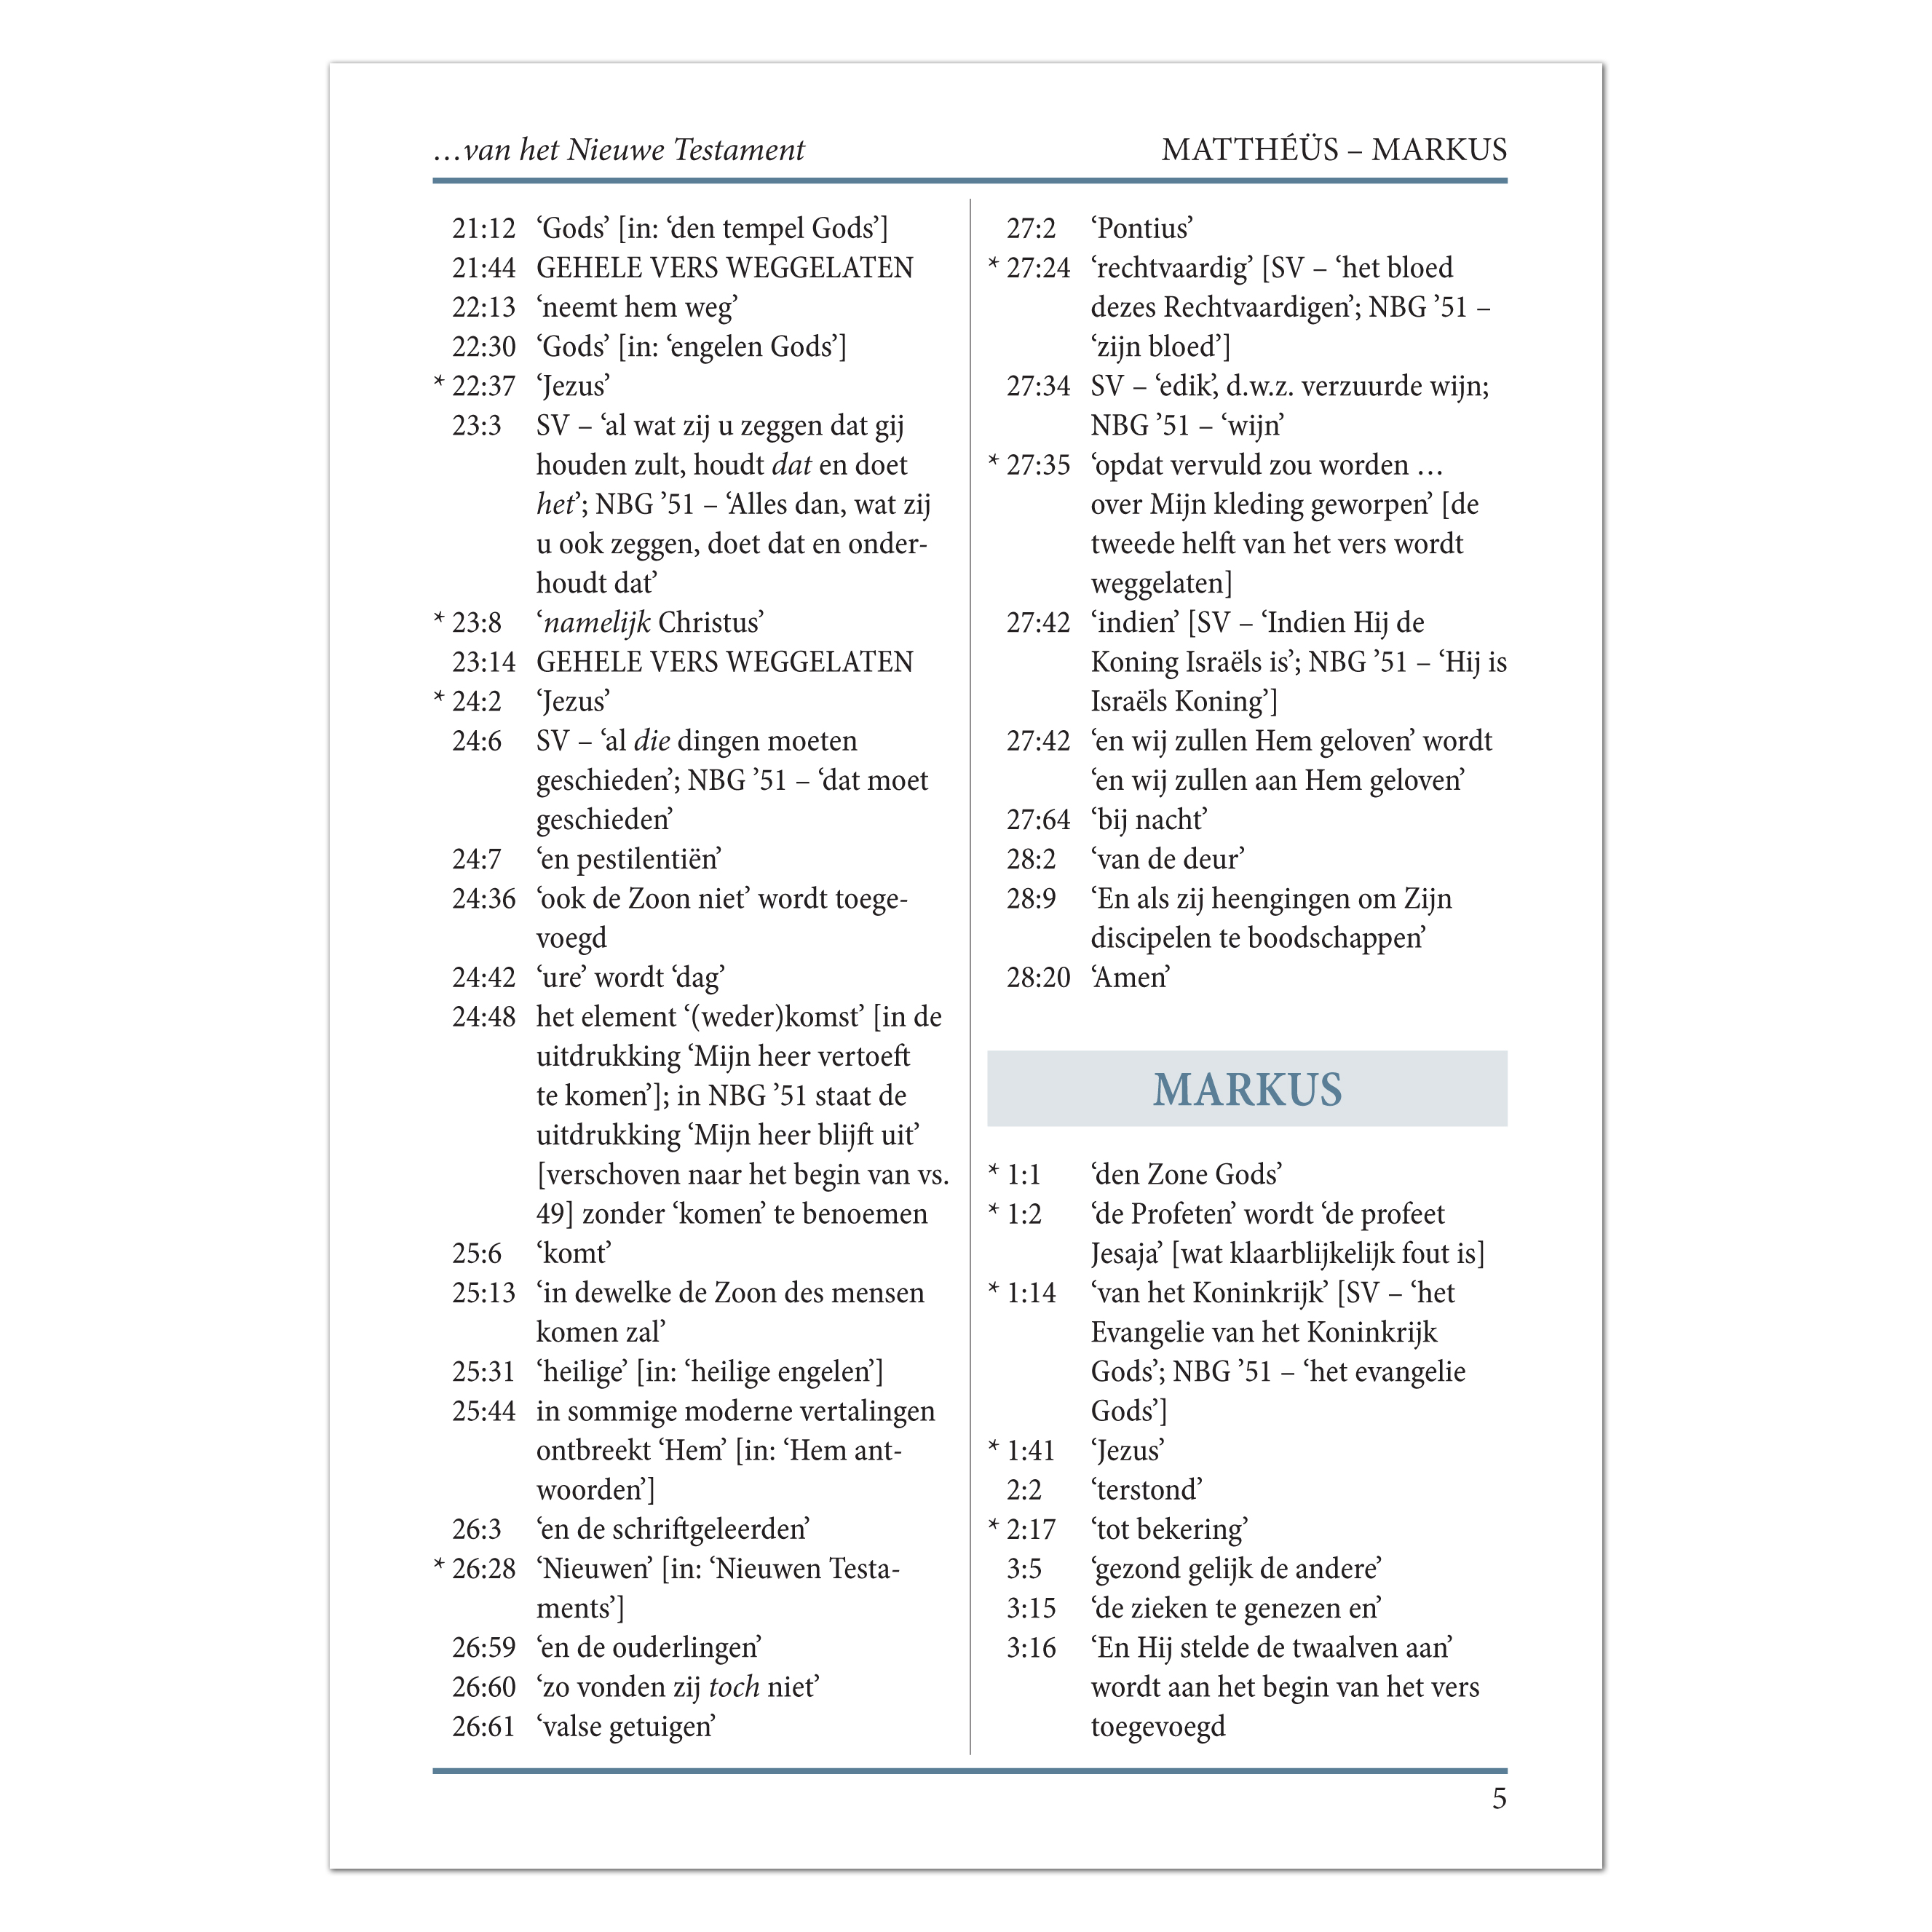 …van het Nieuwe Testament
MATTHÉÜS – MARKUS
21:12 ‘Gods’ [in: ‘den tempel Gods’]
21:44 GEHELE VERS WEGGELATEN
22:13 ‘neemt hem weg’
22:30 ‘Gods’ [in: ‘engelen Gods’]
* 22:37 ‘Jezus’
23:3 SV – ‘al wat zij u zeggen dat gij
houden zult, houdt dat en doet
het’; NBG ’51 – ‘Alles dan, wat zij
u ook zeggen, doet dat en onder-
houdt dat’
* 23:8 ‘namelijk Christus’
23:14 GEHELE VERS WEGGELATEN
* 24:2 ‘Jezus’
24:6 SV – ‘al die dingen moeten
geschieden’; NBG ’51 – ‘dat moet
geschieden’
24:7 ‘en pestilentiën’
24:36 ‘ook de Zoon niet’ wordt toege-
voegd
24:42 ‘ure’ wordt ‘dag’
24:48 het element ‘(weder)komst’ [in de
uitdrukking ‘Mijn heer vertoeft
te komen’]; in NBG ’51 staat de
uitdrukking ‘Mijn heer blijft uit’
[verschoven naar het begin van vs.
49] zonder ‘komen’ te benoemen
25:6 ‘komt’
25:13 ‘in dewelke de Zoon des mensen
komen zal’
25:31 ‘heilige’ [in: ‘heilige engelen’]
25:44 in sommige moderne vertalingen
ontbreekt ‘Hem’ [in: ‘Hem ant-
woorden’]
26:3 ‘en de schriftgeleerden’
* 26:28 ‘Nieuwen’ [in: ‘Nieuwen Testa-
ments’]
26:59 ‘en de ouderlingen’
26:60 ‘zo vonden zij toch niet’
26:61 ‘valse getuigen’
27:2 ‘Pontius’
* 27:24 ‘rechtvaardig’ [SV – ‘het bloed
dezes Rechtvaardigen’; NBG ’51 –
‘zijn bloed’]
27:34 SV – ‘edik’, d.w.z. verzuurde wijn;
NBG ’51 – ‘wijn’
* 27:35 ‘opdat vervuld zou worden …
over Mijn kleding geworpen’ [de
tweede helft van het vers wordt
weggelaten]
27:42 ‘indien’ [SV – ‘Indien Hij de
Koning Israëls is’; NBG ’51 – ‘Hij is
Israëls Koning’]
27:42 ‘en wij zullen Hem geloven’ wordt
‘en wij zullen aan Hem geloven’
27:64 ‘bij nacht’
28:2 ‘van de deur’
28:9 ‘En als zij heengingen om Zijn
discipelen te boodschappen’
28:20 ‘Amen’
MARKUS
* 1:1 ‘den Zone Gods’
* 1:2 ‘de Profeten’ wordt ‘de profeet
Jesaja’ [wat klaarblijkelijk fout is]
* 1:14 ‘van het Koninkrijk’ [SV – ‘het
Evangelie van het Koninkrijk
Gods’; NBG ’51 – ‘het evangelie
Gods’]
* 1:41 ‘Jezus’
2:2 ‘terstond’
* 2:17 ‘tot bekering’
3:5 ‘gezond gelijk de andere’
3:15 ‘de zieken te genezen en’
3:16 ‘En Hij stelde de twaalven aan’
wordt aan het begin van het vers
toegevoegd
5